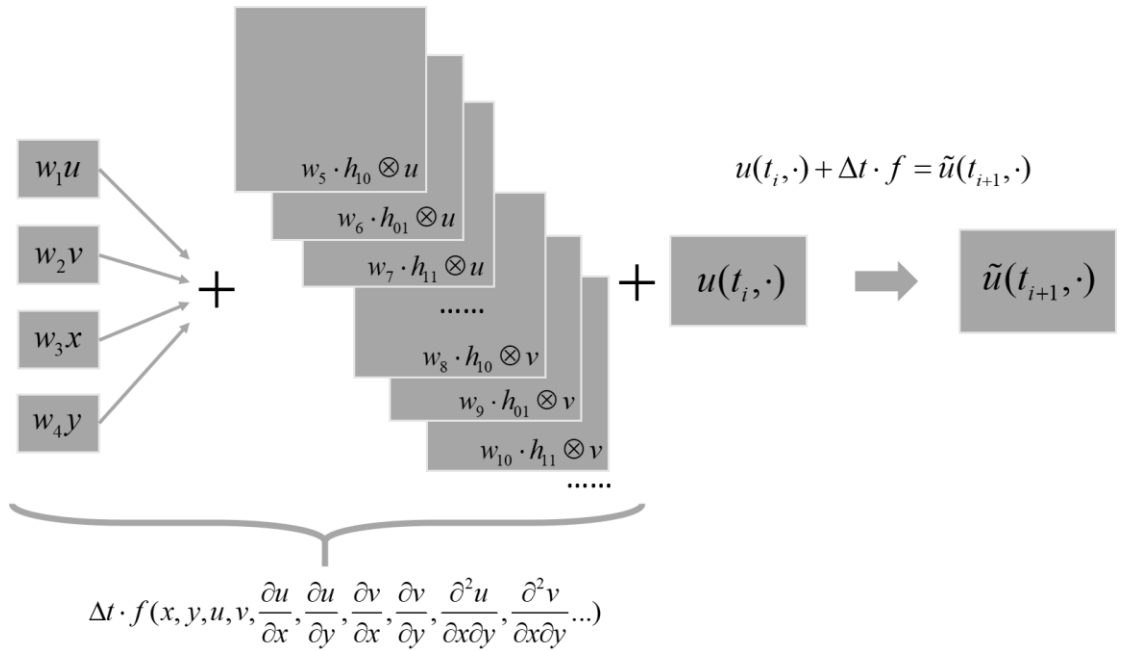 w₁u
w₂v
w₃x
w₄y
+
w₅ · h₁₀ ⊗ u
w₆ · h₀₁ ⊗ u
w₇ · h₁₁ ⊗ u
......
w₈ · h₁₀ ⊗ v
w₉ · h₀₁ ⊗ v
w₁₀ · h₁₁ ⊗ v
......
+
u(tᵢ,·)
u(tᵢ,·) + Δt · f = ũ(tᵢ₊₁,·)
ũ(tᵢ₊₁,·)
Δt · f(x, y, u, v, ∂u/∂x, ∂u/∂y, ∂v/∂x, ∂v/∂y, ∂²u/∂x∂y, ∂²v/∂x∂y ...)